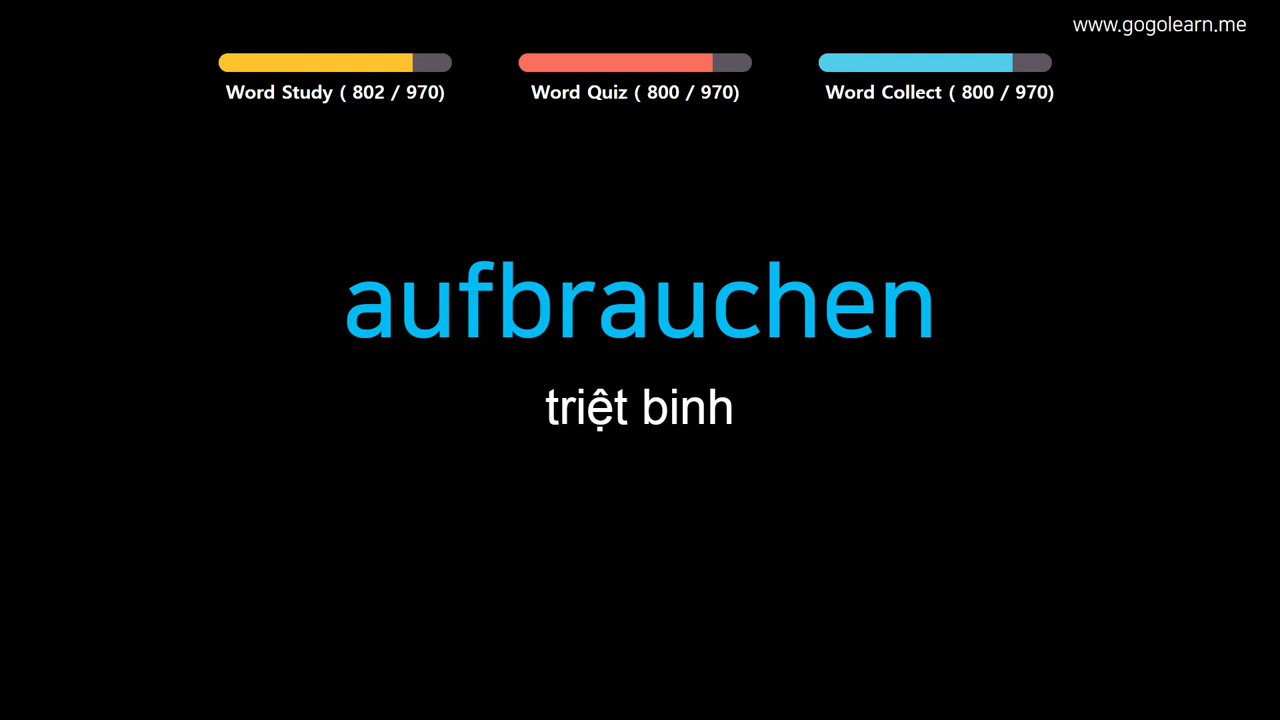 www.gogolearn.me
Word Study ( 802 / 970)
Word Quiz ( 800 / 970)
Word Collect ( 800 / 970)
aufbrauchen
triệt binh